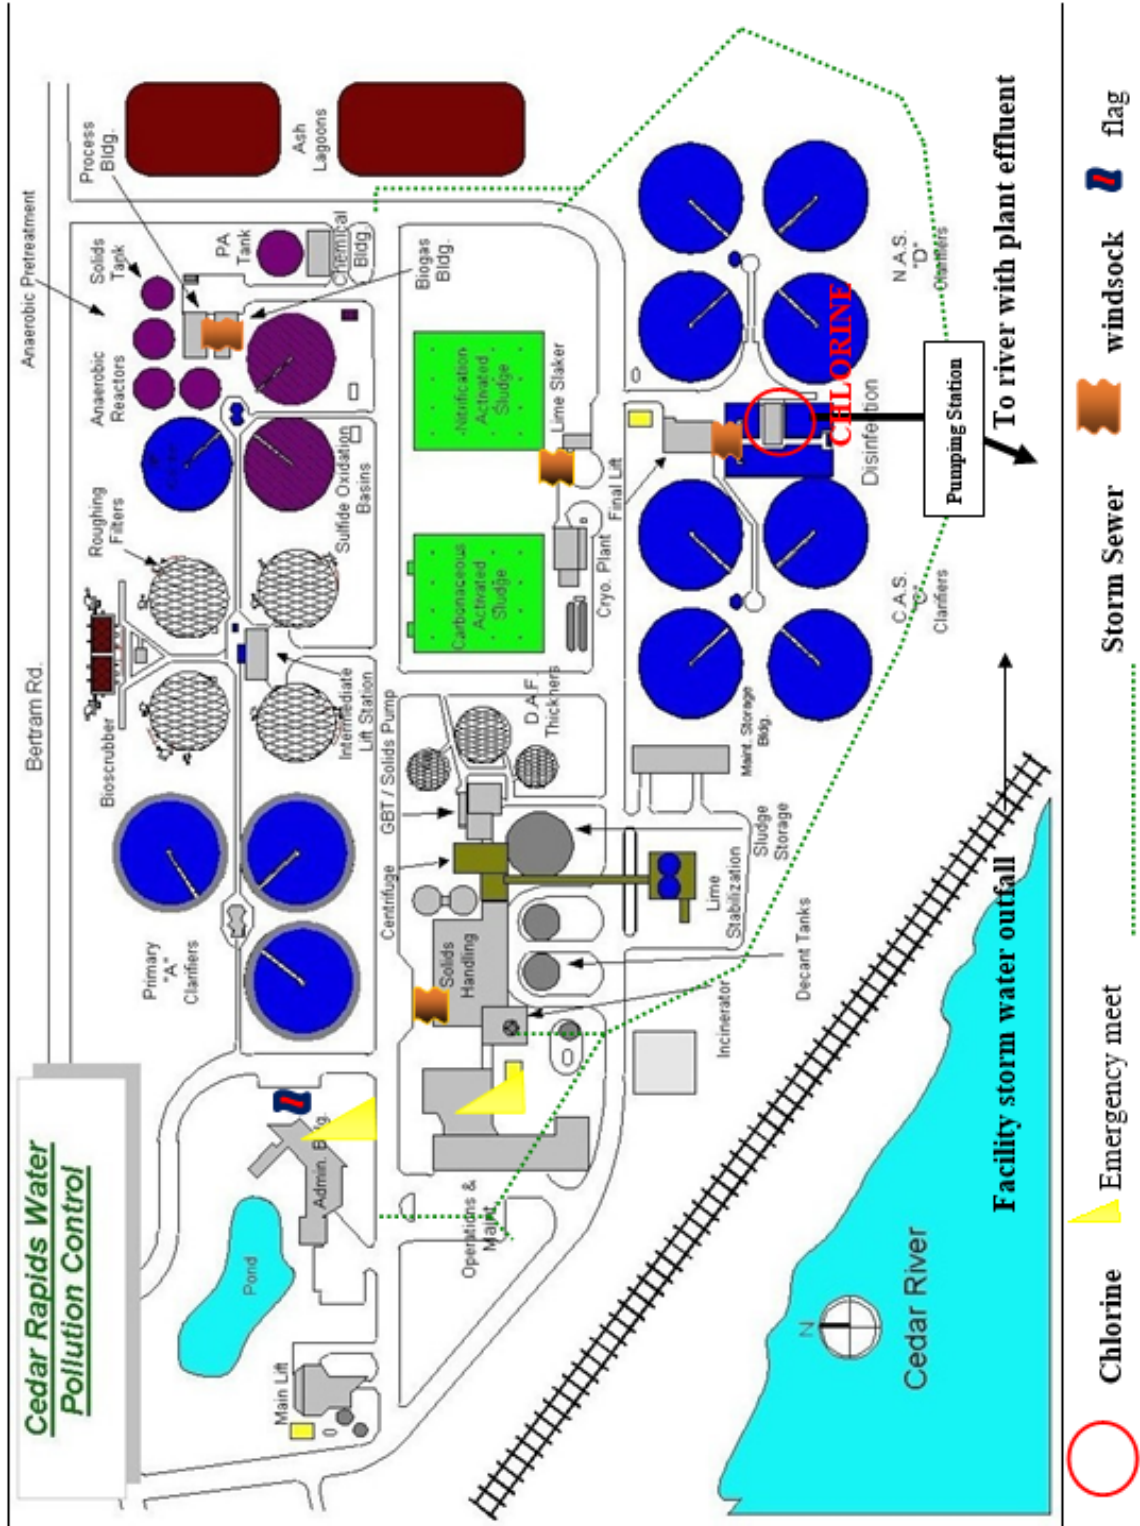 Cedar Rapids Water
Pollution Control
Bertram Rd.
Anaerobic Pretreatment
Process
Bldg.
Solids
Tank
Anaerobic
Reactors
PA
Tank
Chemical
Bldg.
Biogas
Bldg.
Ash
Lagoons
Roughing
Filters
Sulfide Oxidation
Basins
Bioscrubber
Intermediate
Lift Station
Primary
"A"
Clarifiers
Pond
Admin. Bldg.
Main Lift
Nitrification
Activated
Sludge
Lime Slaker
Carbonaceous
Activated
Sludge
Cryo. Plant
Final Lift
D.A.F.
Thickners
GBT / Solids Pump
Centrifuge
Solids
Handling
Operations &
Maint
Incinerator
Decant Tanks
Lime
Stabilization
Sludge
Storage
Maint. Storage
Bldg.
N.A.S.
"D"
Clarifiers
CHLORINE
Disinfection
C.A.S.
"C"
Clarifiers
Pumping Station
To river with plant effluent
Facility storm water outfall
N
Cedar River
Chlorine
Emergency meet
Storm Sewer
windsock
flag